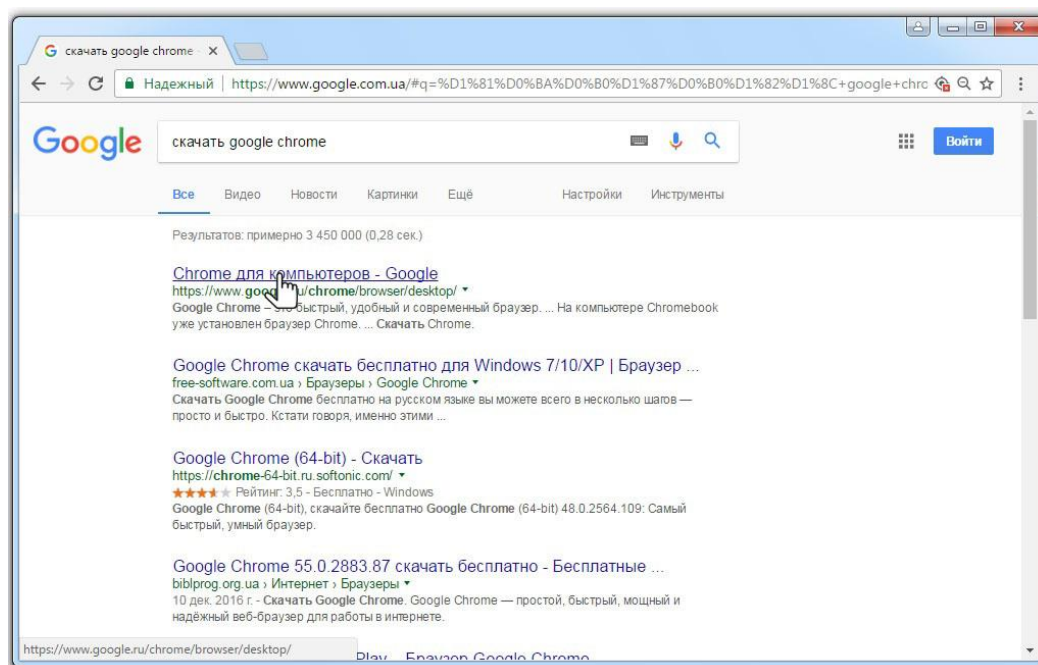 скачать google chrome
Надежный | https://www.google.com.ua/#q=%D1%81%D0%BA%D0%B0%D1%87%D0%B0%D1%82%D1%8C+google+chro
Google
скачать google chrome
Войти
Все Видео Новости Картинки Ещё Настройки Инструменты
Результатов: примерно 3 450 000 (0,28 сек.)
Chrome для компьютеров - Google
https://www.goog u/chrome/browser/desktop/
Google Chrome – это быстрый, удобный и современный браузер. ... На компьютере Chromebook
уже установлен браузер Chrome. ... Скачать Chrome.
Google Chrome скачать бесплатно для Windows 7/10/XP | Браузер ...
free-software.com.ua › Браузеры › Google Chrome
Скачать Google Chrome бесплатно на русском языке вы можете всего в несколько шагов —
просто и быстро. Кстати говоря, именно этими ...
Google Chrome (64-bit) - Скачать
https://chrome-64-bit.ru.softonic.com/
Рейтинг: 3,5 - Бесплатно - Windows
Google Chrome (64-bit), скачайте бесплатно Google Chrome (64-bit) 48.0.2564.109: Самый
быстрый, умный браузер.
Google Chrome 55.0.2883.87 скачать бесплатно - Бесплатные ...
biblprog.org.ua › Интернет › Браузеры
10 дек. 2016 г. - Скачать Google Chrome. Google Chrome — простой, быстрый, мощный и
надёжный веб-браузер для работы в интернете.
https://www.google.ru/chrome/browser/desktop/
Play – Браузер Google Chrome